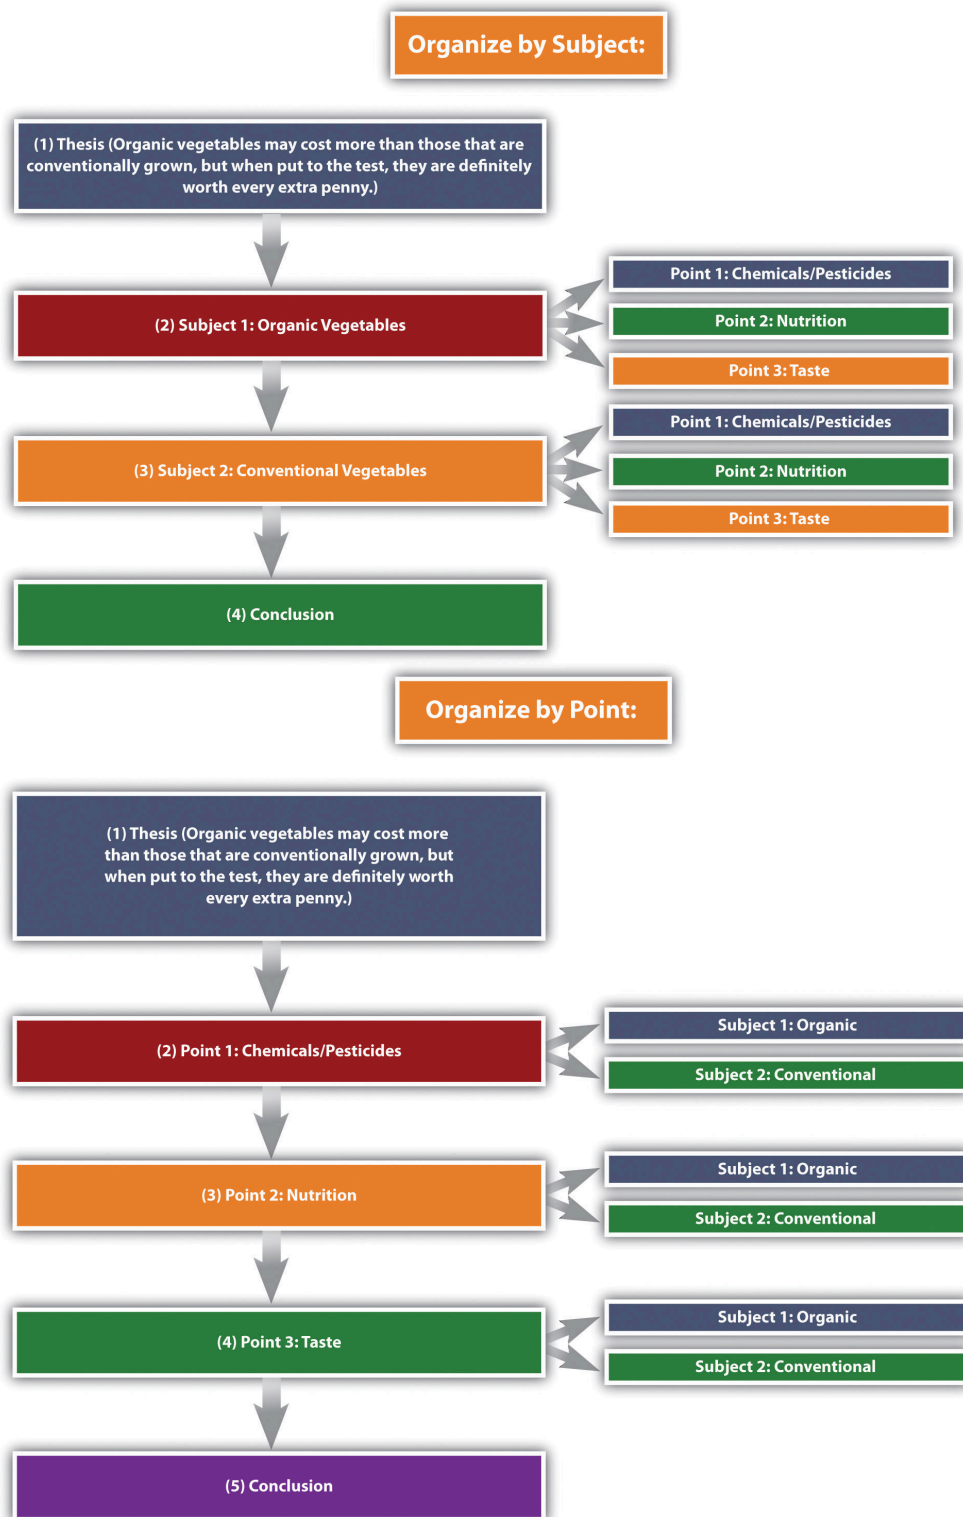 Organize by Subject:
(1) Thesis (Organic vegetables may cost more than those that are
conventionally grown, but when put to the test, they are definitely
worth every extra penny.)
(2) Subject 1: Organic Vegetables
Point 1: Chemicals/Pesticides
Point 2: Nutrition
Point 3: Taste
(3) Subject 2: Conventional Vegetables
Point 1: Chemicals/Pesticides
Point 2: Nutrition
Point 3: Taste
(4) Conclusion
Organize by Point:
(1) Thesis (Organic vegetables may cost more
than those that are conventionally grown, but
when put to the test, they are definitely worth
every extra penny.)
(2) Point 1: Chemicals/Pesticides
Subject 1: Organic
Subject 2: Conventional
(3) Point 2: Nutrition
Subject 1: Organic
Subject 2: Conventional
(4) Point 3: Taste
Subject 1: Organic
Subject 2: Conventional
(5) Conclusion